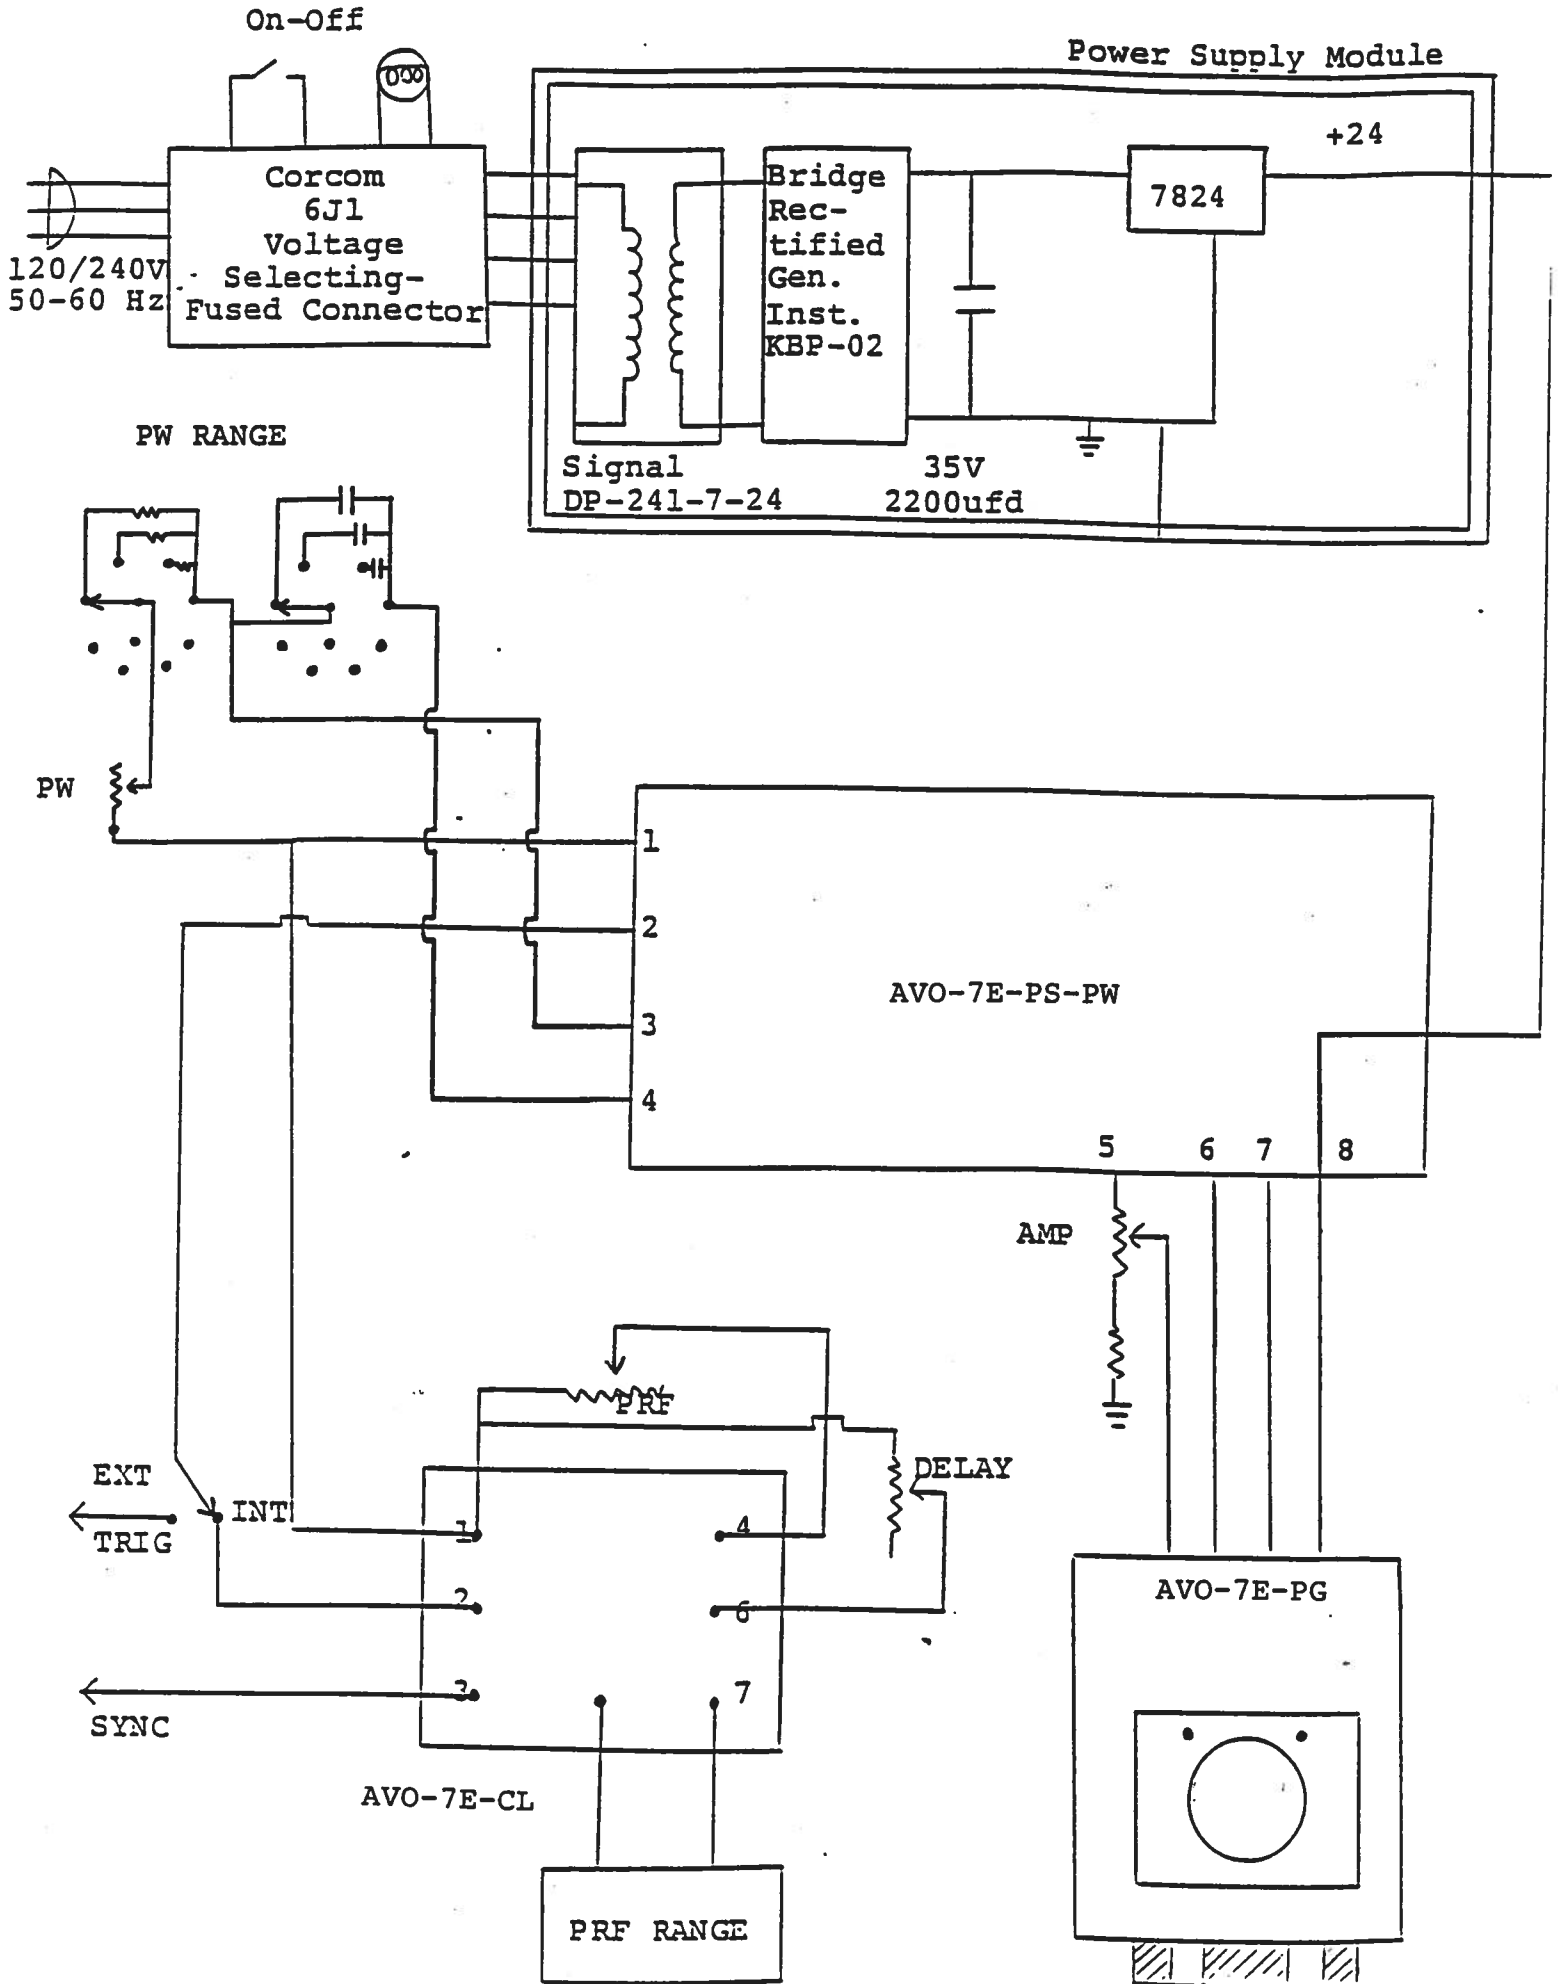 On-Off
Power Supply Module
+24
Corcom
6J1
Voltage
Selecting-
Fused Connector
120/240V
50-60 Hz
Bridge
Rec-
tified
Gen.
Inst.
KBP-02
7824
Signal
DP-241-7-24
35V
2200ufd
PW RANGE
PW
1
2
3
4
AVO-7E-PS-PW
5
6
7
8
AMP
PRF
DELAY
EXT
TRIG
INT
1
2
3
4
6
7
SYNC
AVO-7E-CL
PRF RANGE
AVO-7E-PG